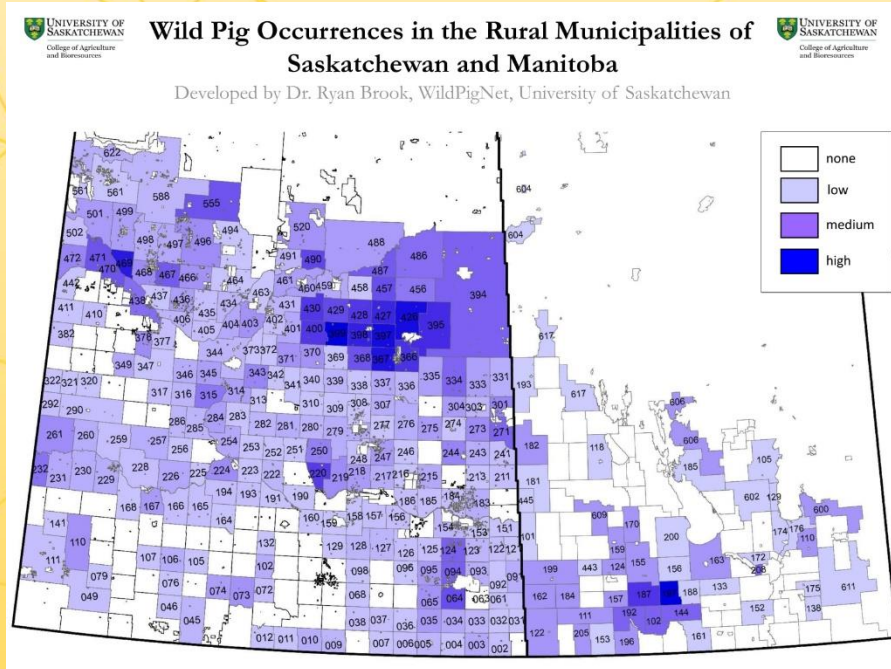 UNIVERSITY OF
SASKATCHEWAN
College of Agriculture
and Bioresources
Wild Pig Occurrences in the Rural Municipalities of
Saskatchewan and Manitoba
Developed by Dr. Ryan Brook, WildPigNet, University of Saskatchewan
UNIVERSITY OF
SASKATCHEWAN
College of Agriculture
and Bioresources
none
low
medium
high
622
561 561 588 555 604
501 499 494 520 604
502 498 497 496 488
472 471 469 491 490 486
470 468 467 466 464 461 487 394
442 438 437 436 463 460 459 458 457 456
411 410 435 434 431 430 429 428 427 426
406 405 404 403 402 401 400 398 397 395
382 378 377 617
344 373 372 371 370 369 368 367 366
349 347 343
322 321 320 346 345 342 341 340 339 338 337 336 335 334 333 331 193
317 316 315 314 313 617 606
292 290 310 309 308 307 304 303 301
286 285 284 283 282 281 280 279 277 276 275 274 273 271 606
261 260 259 257 256 254 253 252 251 250 248 247 246 244 243 241 182 118 105
232 231 230 229 228 226 225 224 223 222 220 219 218 217 216 215 213 211 181 185
194 193 191 190 186 185 184 183 445 602 129
168 167 166 165 164 160 159 158 157 156 154 153 151 609 170 600
141 110 132 101 200 174 176 110
111 107 106 105 129 128 127 126 125 124 123 122 121 159 163 172
102 098 096 095 094 093 091 199 443 124 155 156 208
079 076 074 073 068 092 162 184 157 187 188 133 175 611
049 046 045 065 064 063 061 192 144 152 138
038 037 036 035 034 033 032 031 111 102
012 011 010 009 007 006 005 004 003 002 122 205 153 196 161